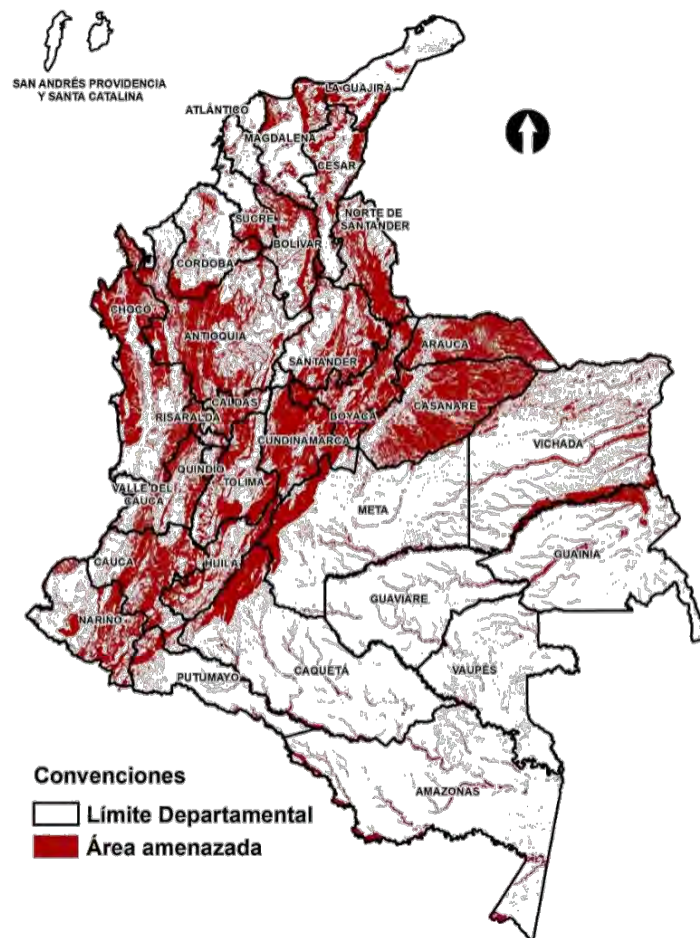 SAN ANDRÉS PROVIDENCIA
Y SANTA CATALINA
LA GUAJIRA
ATLÁNTICO
MAGDALENA
CESAR
NORTE DE
SANTANDER
SUCRE
BOLÍVAR
CÓRDOBA
CHOCÓ
ANTIOQUIA
ARAUCA
SANTANDER
CALDAS
CASANARE
RISARALDA
BOYACÁ
CUNDINAMARCA
VICHADA
QUINDIO
TOLIMA
VALLE DEL
CAUCA
META
GUAINÍA
CAUCA
HUILA
GUAVIARE
NARIÑO
CAQUETÁ
VAUPÉS
PUTUMAYO
AMAZONAS
Convenciones
Límite Departamental
Área amenazada